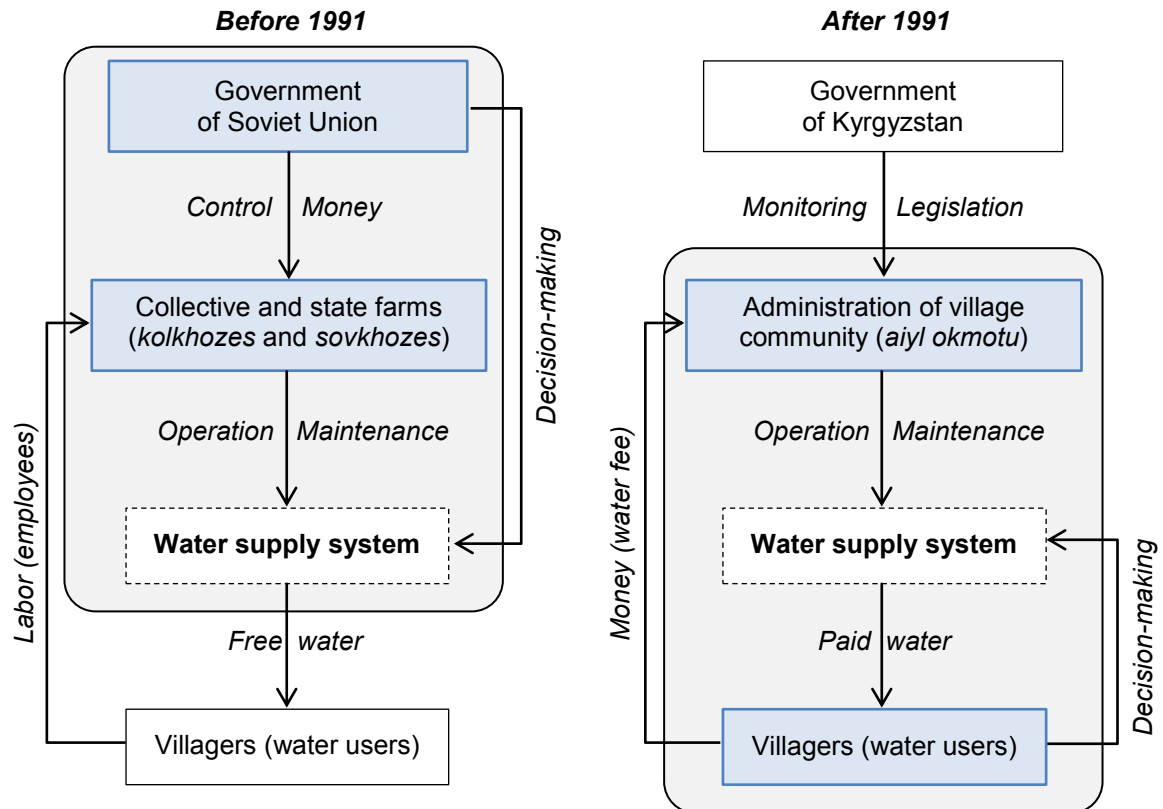 Before 1991
Government
of Soviet Union
Control Money
Collective and state farms
(kolkhozes and sovkhozes)
Operation Maintenance
Water supply system
Free water
Villagers (water users)
Labor (employees)
Decision-making
After 1991
Government
of Kyrgyzstan
Monitoring Legislation
Administration of village
community (aiyl okmotu)
Operation Maintenance
Water supply system
Paid water
Villagers (water users)
Money (water fee)
Decision-making